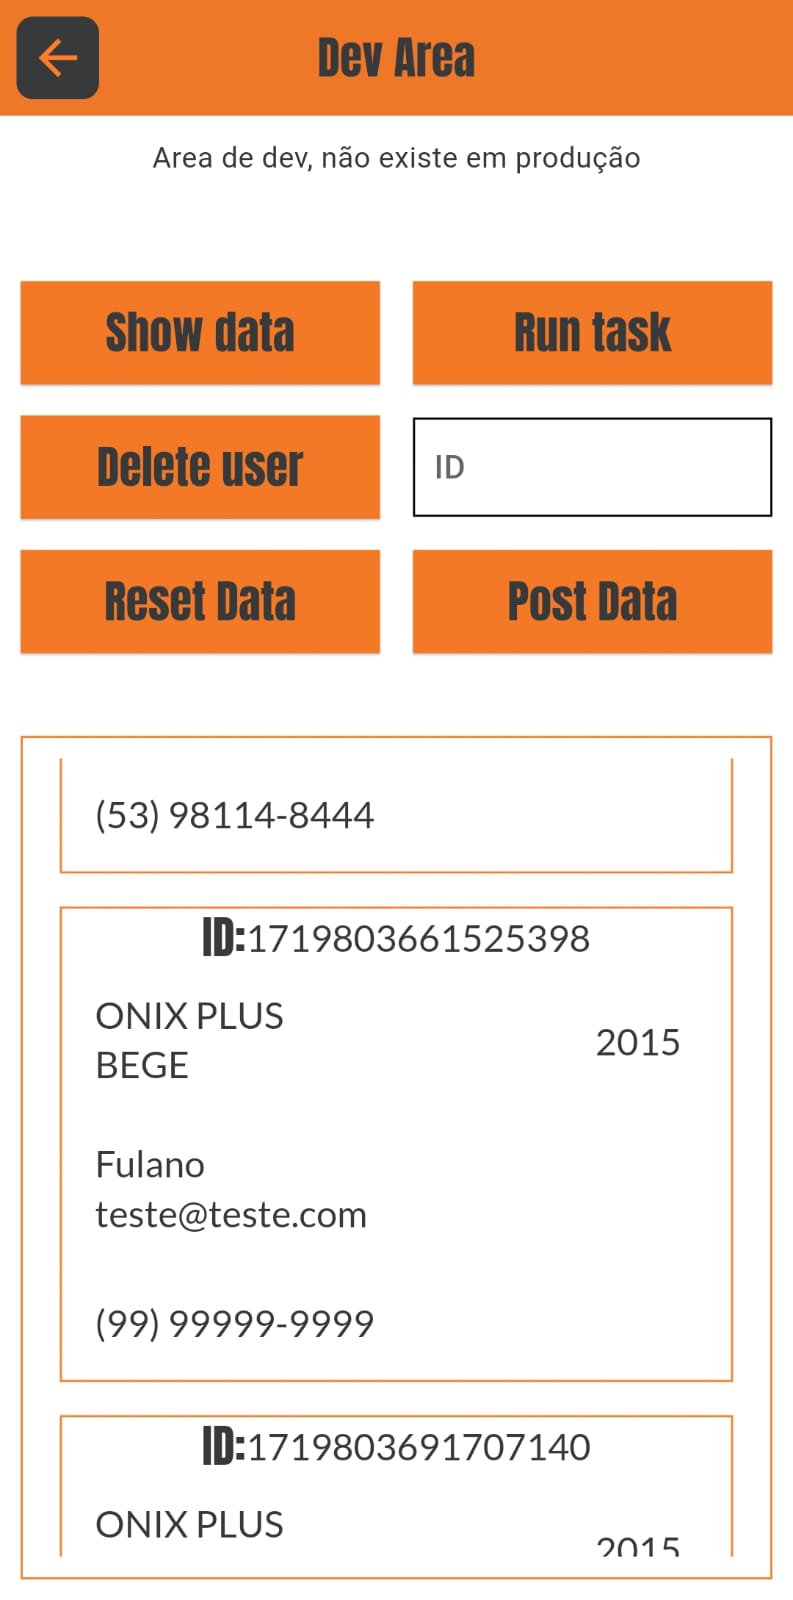 Dev Area
Area de dev, não existe em produção
Show data
Run task
Delete user
ID
Reset Data
Post Data
(53) 98114-8444
ID:1719803661525398
ONIX PLUS
2015
BEGE
Fulano
teste@teste.com
(99) 99999-9999
ID:1719803691707140
ONIX PLUS
2015